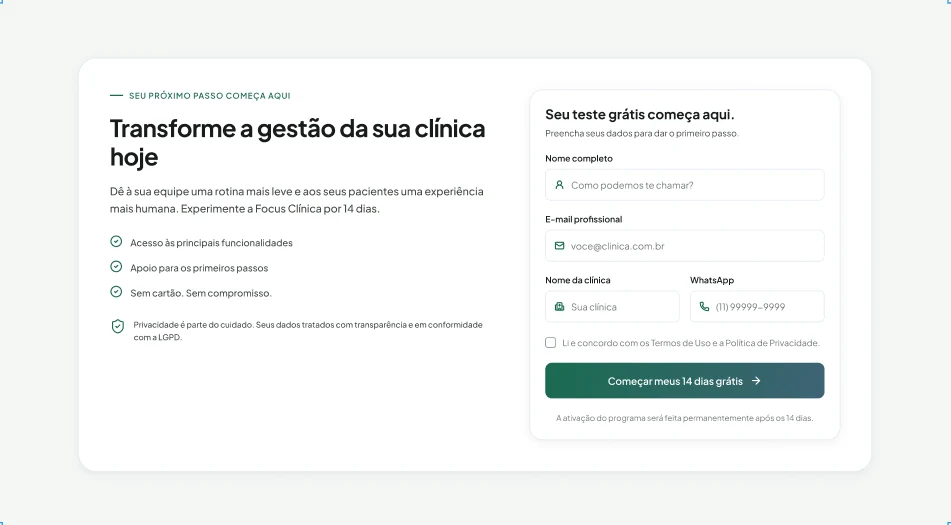 SEU PRÓXIMO PASSO COMEÇA AQUI
Transforme a gestão da sua clínica
hoje
Dê à sua equipe uma rotina mais leve e aos seus pacientes uma experiência
mais humana. Experimente a Focus Clínica por 14 dias.
Acesso às principais funcionalidades
Apoio para os primeiros passos
Sem cartão. Sem compromisso.
Privacidade é parte do cuidado. Seus dados tratados com transparência e em conformidade
com a LGPD.
Seu teste grátis começa aqui.
Preencha seus dados para dar o primeiro passo.
Nome completo
Como podemos te chamar?
E-mail profissional
voce@clinica.com.br
Nome da clínica
WhatsApp
Sua clínica
(11) 99999-9999
Li e concordo com os Termos de Uso e a Política de Privacidade.
Começar meus 14 dias grátis
A ativação do programa será feita permanentemente após os 14 dias.